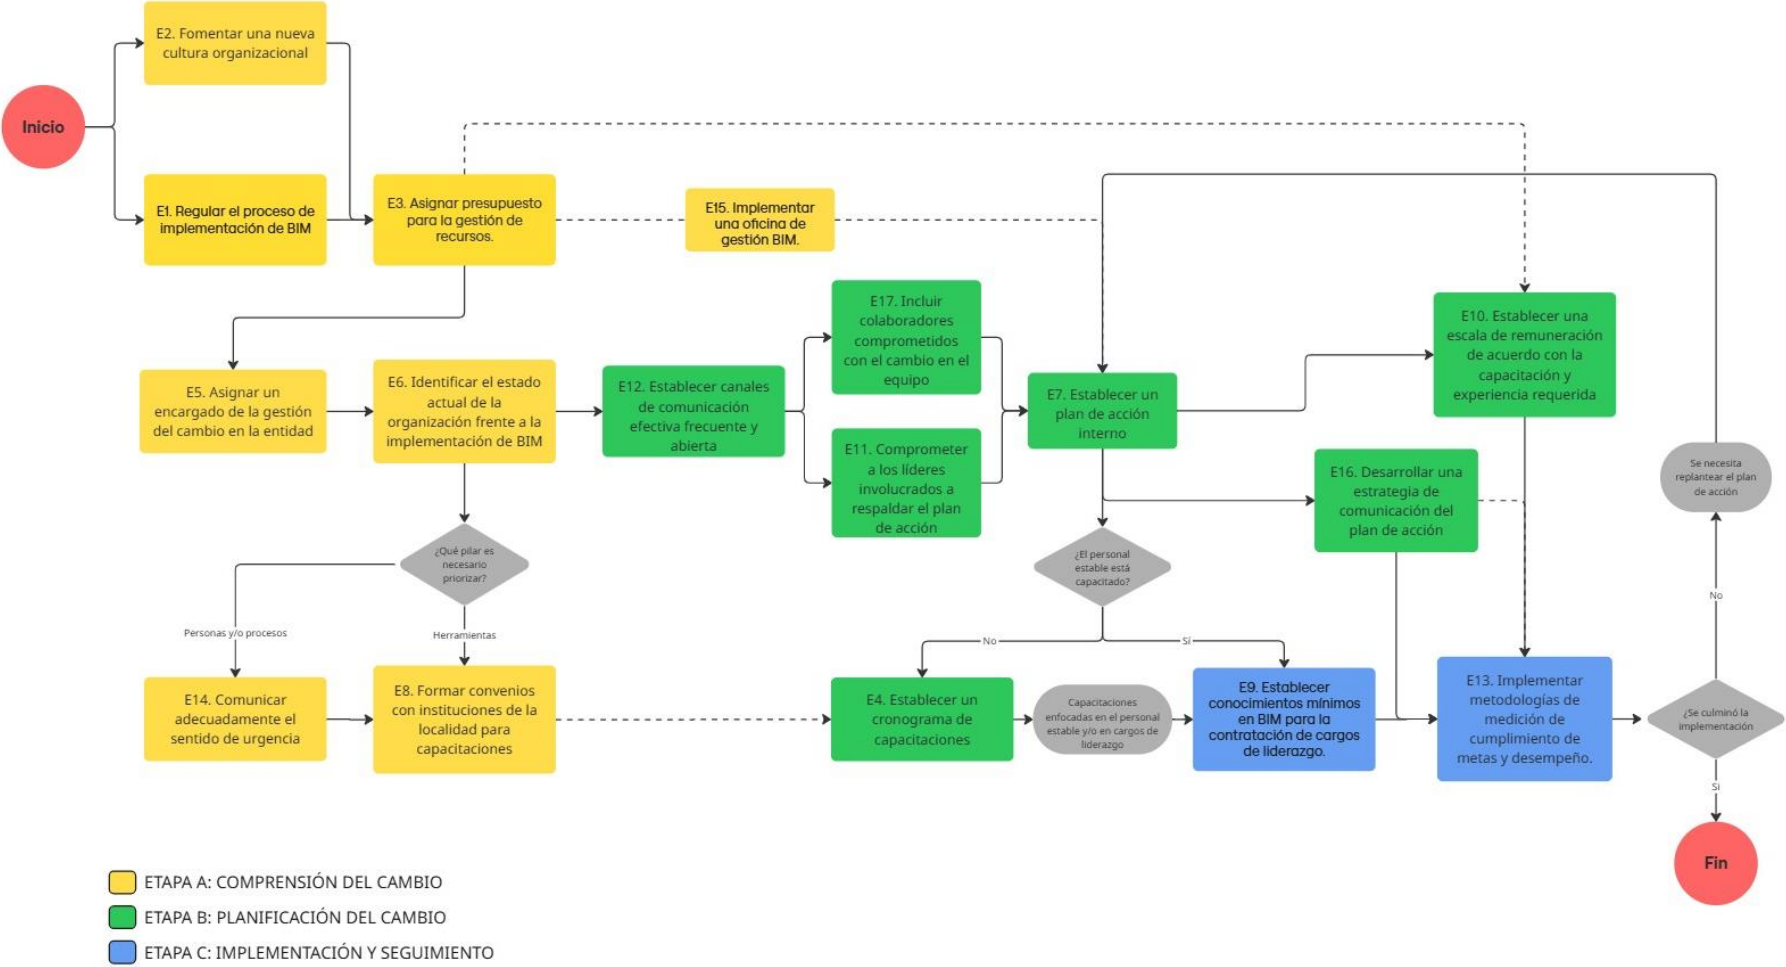 E2. Fomentar una nueva
cultura organizacional
Inicio
E1. Regular el proceso de
implementación de BIM
E3. Asignar presupuesto
para la gestión de
recursos.
E15. Implementar
una oficina de
gestión BIM.
E17. Incluir
colaboradores
comprometidos
con el cambio en el
equipo
E10. Establecer una
escala de remuneración
de acuerdo con la
capacitación y
experiencia requerida
E5. Asignar un
encargado de la gestión
del cambio en la entidad
E6. Identificar el estado
actual de la
organización frente a la
implementación de BIM
E12. Establecer canales
de comunicación
efectiva frecuente y
abierta
E7. Establecer un
plan de acción
interno
E11. Comprometer
a los líderes
involucrados a
respaldar el plan
de acción
E16. Desarrollar una
estrategia de
comunicación del
plan de acción
Se necesita
replantear el plan
de acción
¿Qué pilar es
necesario
priorizar?
¿El personal
estable está
capacitado?
No
Personas y/o procesos
Herramientas
No
Sí
E14. Comunicar
adecuadamente el
sentido de urgencia
E8. Formar convenios
con instituciones de la
localidad para
capacitaciones
E4. Establecer un
cronograma de
capacitaciones
Capacitaciones
enfocadas en el personal
estable y/o en cargos de
liderazgo
E9. Establecer
conocimientos mínimos
en BIM para la
contratación de cargos
de liderazgo.
E13. Implementar
metodologías de
medición de
cumplimiento de
metas y desempeño.
¿Se culminó la
implementación
Si
Fin
ETAPA A: COMPRENSIÓN DEL CAMBIO
ETAPA B: PLANIFICACIÓN DEL CAMBIO
ETAPA C: IMPLEMENTACIÓN Y SEGUIMIENTO